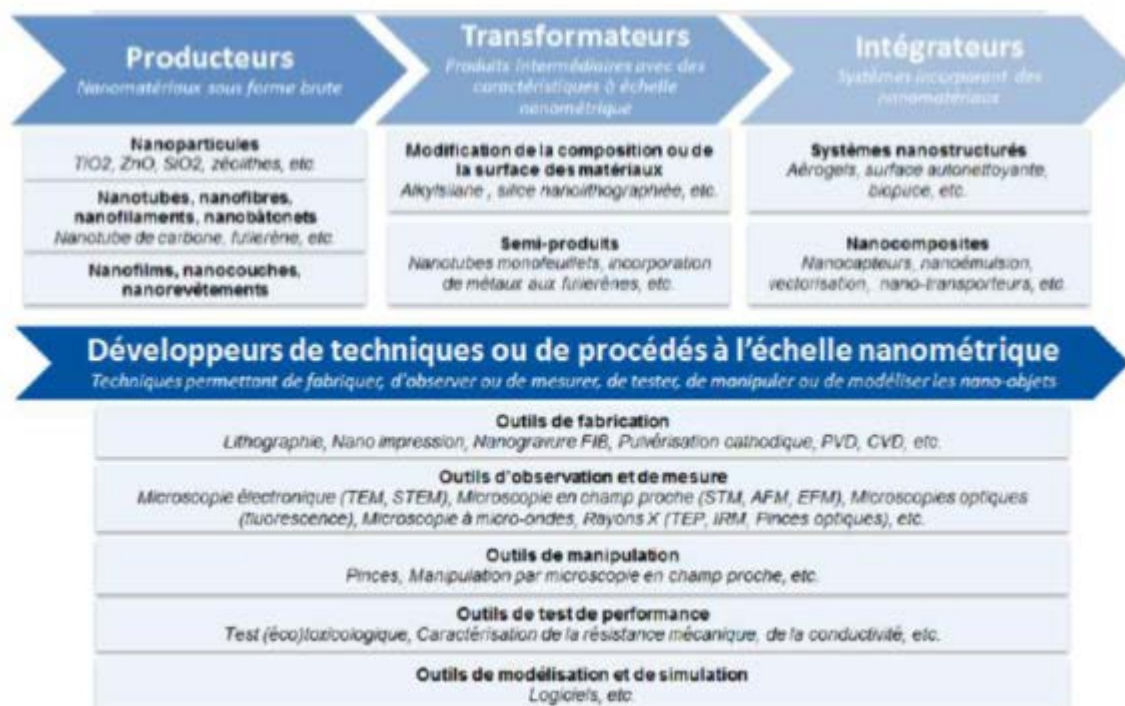 Producteurs
Nanomatériaux sous forme brute
Nanoparticules
TiO2, ZnO, SiO2, zéolithes, etc.
Nanotubes, nanofibres,
nanofilaments, nanobâtonets
Nanotube de carbone, fullerène, etc.
Nanofilms, nanocouches,
nanorevêtements
Transformateurs
Produits Intermédiaires avec des
caractéristiques à échelle
nanométrique
Modification de la composition ou de
la surface des matériaux
Alkylsilane , silice nanolithographiée, etc.
Semi-produits
Nanotubes monofeuillets, incorporation
de métaux aux fullerènes, etc.
Intégrateurs
Systèmes incorporant des
nanomatériaux
Systèmes nanostructurés
Aérogels, surface autonettoyante,
biopuce, etc.
Nanocomposites
Nanocapteurs, nanoémulsion,
vectorisation, nano-transporteurs, etc.
Développeurs de techniques ou de procédés à l'échelle nanométrique
Techniques permettant de fabriquer, d'observer ou de mesurer, de tester, de manipuler ou de modéliser les nano-objets
Outils de fabrication
Lithographie, Nano impression, Nanogravure FIB, Pulvérisation cathodique, PVD, CVD, etc.
Outils d'observation et de mesure
Microscopie électronique (TEM, STEM), Microscopie en champ proche (STM, AFM, EFM), Microscopies optiques
(fluorescence), Microscopie à micro-ondes, Rayons X (TEP, IRM, Pinces optiques), etc.
Outils de manipulation
Pinces, Manipulation par microscopie en champ proche, etc.
Outils de test de performance
Test (éco)toxicologique, Caractérisation de la résistance mécanique, de la conductivité, etc.
Outils de modélisation et de simulation
Logiciels, etc.